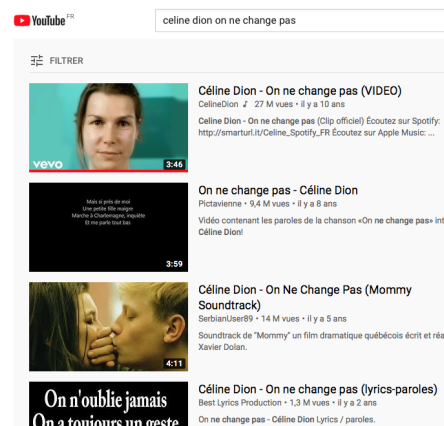 YouTube FR
celine dion on ne change pas
FILTRER
Céline Dion - On ne change pas (VIDEO)
CelineDion 27 M vues • il y a 10 ans
Celine Dion - On ne change pas (Clip officiel) Écoutez sur Spotify:
http://smarturl.it/Celine_Spotify_FR Écoutez sur Apple Music: ...
vevo
3:46
On ne change pas - Céline Dion
Pictavienne • 9,4 M vues • il y a 8 ans
Vidéo contenant les paroles de la chanson «On ne change pas» int
Céline Dion!
Mais si près de moi
Une petite fille maigre
Marche à Charlemagne, inquiète
Et me parle tout bas
3:59
Céline Dion - On Ne Change Pas (Mommy
Soundtrack)
SerbianUser89 • 14 M vues • il y a 5 ans
Soundtrack de "Mommy" un film dramatique québécois écrit et réa
Xavier Dolan.
4:11
Céline Dion - On ne change pas (lyrics-paroles)
Best Lyrics Production • 1,3 M vues • il y a 2 ans
On ne change pas - Céline Dion Lyrics / paroles.
On n'oublie jamais
On a toujours un geste